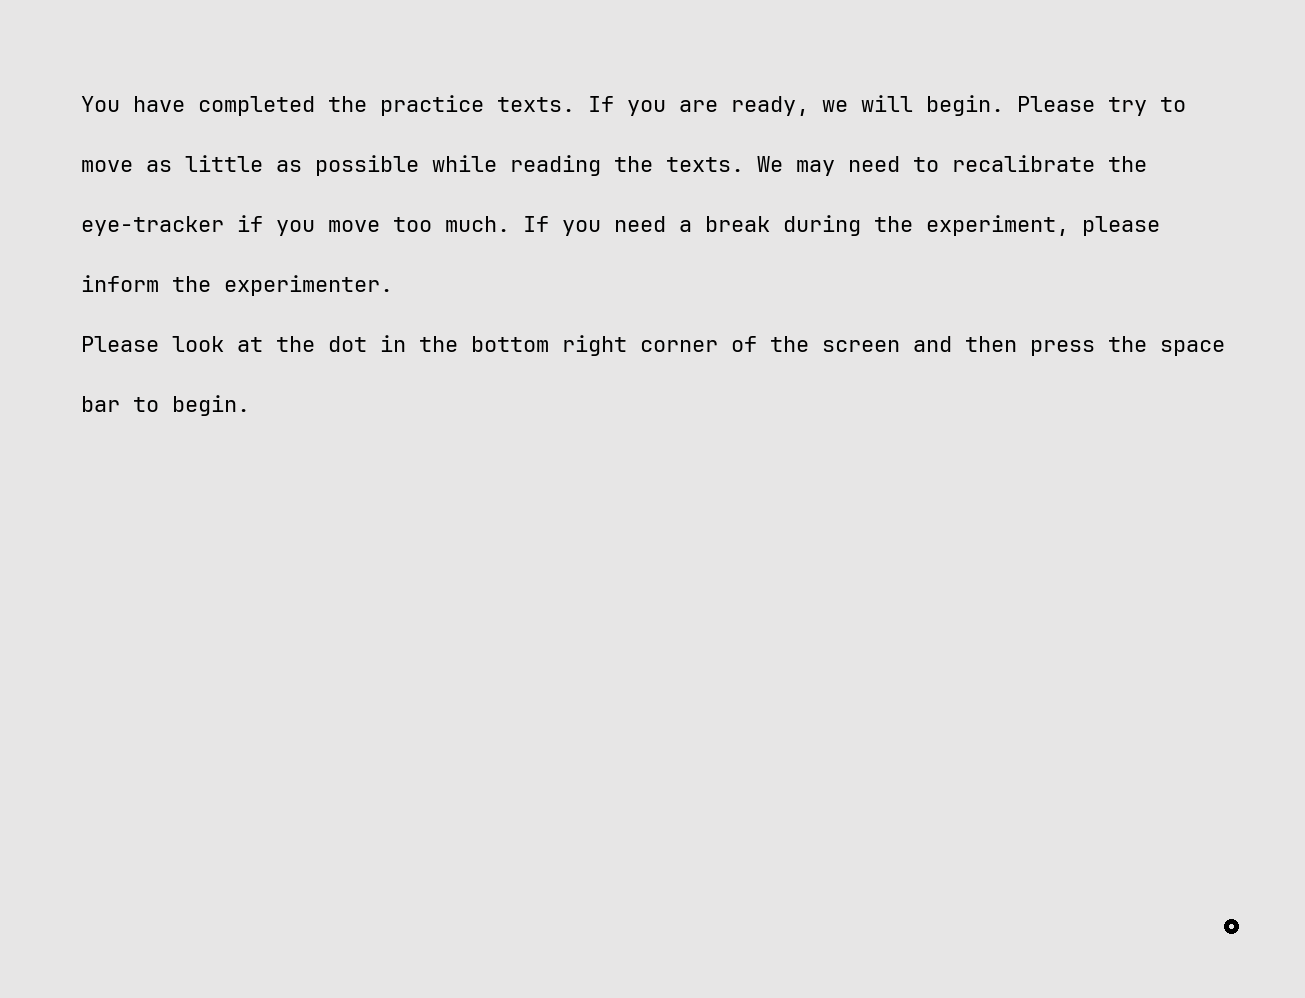 You have completed the practice texts. If you are ready, we will begin. Please try to
move as little as possible while reading the texts. We may need to recalibrate the
eye-tracker if you move too much. If you need a break during the experiment, please
inform the experimenter.
Please look at the dot in the bottom right corner of the screen and then press the space
bar to begin.